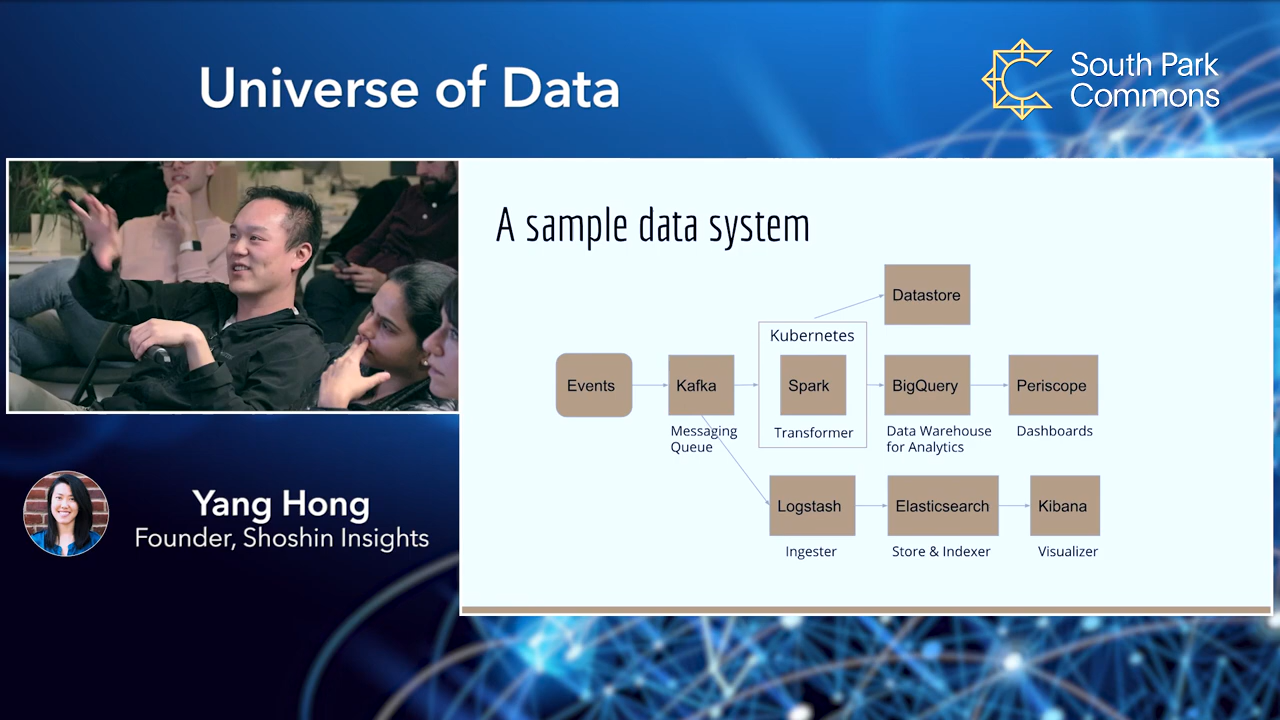 Universe of Data
South Park
Commons
A sample data system
Datastore
Kubernetes
Events
Kafka
Spark
BigQuery
Periscope
Messaging
Queue
Transformer
Data Warehouse
for Analytics
Dashboards
Logstash
Elasticsearch
Kibana
Ingester
Store & Indexer
Visualizer
Yang Hong
Founder, Shoshin Insights